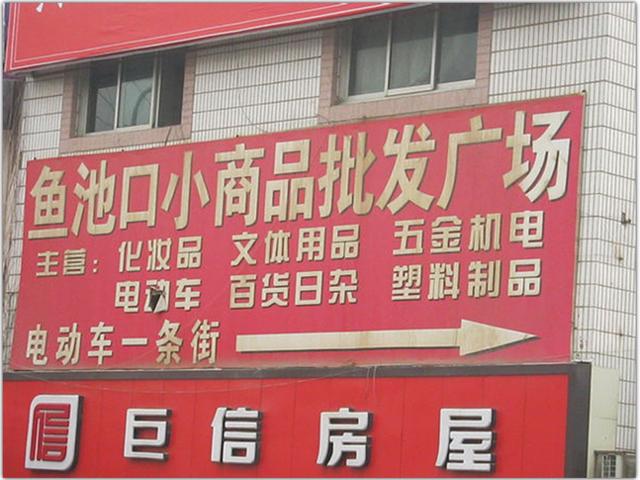 鱼池口小商品批发广场
主营：化妆品 文体用品 五金机电
电动车 百货日杂 塑料制品
电动车一条街
信 巨信房屋